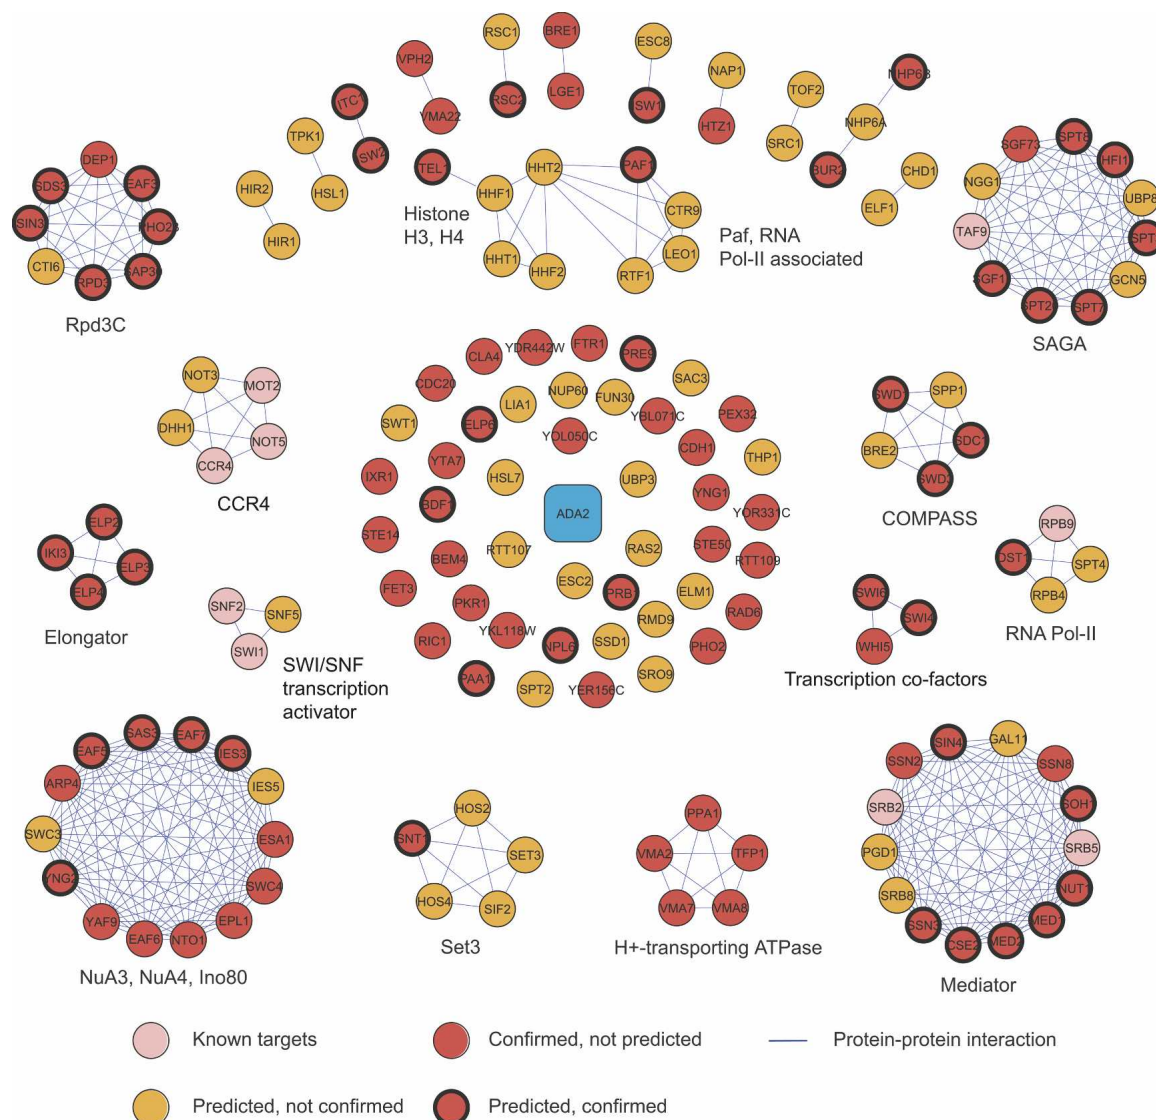 RSC1
BRE1
ESC8
VPH2
NAP1
NHP6B
ITC1
RSC2
LGE1
SW1
TOF2
VMA22
HTZ1
NHP6A
TPK1
SW2
SRC1
DEP1
TEL1
HHT2
PAF1
BUR2
CHD1
SGF73
SPT8
HFI1
SDS3
EAF3
HIR2
HSL1
HHF1
ELF1
NGG1
UBP8
SIN3
PHO23
Histone
H3, H4
CTR9
Paf, RNA
Pol-II associated
TAF9
SPT3
HIR1
HHT1
HHF2
RTF1
LEO1
CTI6
RPD3
SAP30
SGF1
SPT20
SPT7
GCN5
Rpd3C
SAGA
NOT3
MOT2
DHH1
NOT5
CCR4
CCR4
CLA4
YDR442W
FTR1
PRE9
CDC20
LIA1
NUP60
FUN30
SAC3
SWT1
ELP6
YOL050C
YBL071C
PEX32
IXR1
YTA7
CDH1
THP1
HSL7
UBP3
BDF1
ADA2
YNG1
YOR331C
STE14
BEM4
RTT107
RAS2
STE50
RTT109
FET3
PKR1
ESC2
PRB1
ELM1
RAD6
RIC1
YKL118W
NPL6
SSD1
RMD9
PHO2
PAA1
SPT2
YER156C
SRO9
SWD1
SPP1
BRE2
SDC1
SWD3
COMPASS
RPB9
DST1
SPT4
RPB4
RNA Pol-II
ELP2
IKI3
ELP3
ELP4
Elongator
SNF2
SNF5
SWI1
SWI/SNF
transcription
activator
SWI6
SWI4
WHI5
Transcription co-factors
SAS3
EAF7
EAF5
IES3
ARP4
IES5
SWC3
ESA1
YNG2
SWC4
YAF9
EPL1
EAF6
NTO1
NuA3, NuA4, Ino80
HOS2
SNT1
SET3
HOS4
SIF2
Set3
PPA1
VMA2
TFP1
VMA7
VMA8
H+-transporting ATPase
SIN4
GAL11
SSN2
SSN8
SRB2
SOH1
PGD1
SRB5
SRB8
NUT1
SSN3
MED1
CSE2
MED2
Mediator
Known targets
Confirmed, not predicted
Protein-protein interaction
Predicted, not confirmed
Predicted, confirmed